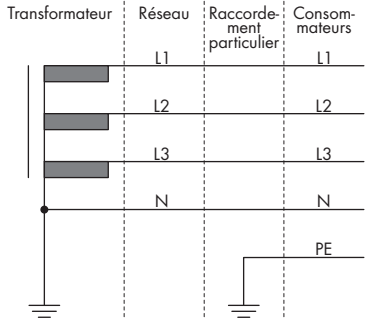 Transformateur
Réseau
Raccorde-
ment
particulier
Consom-
mateurs
L1
L1
L2
L2
L3
L3
N
N
PE